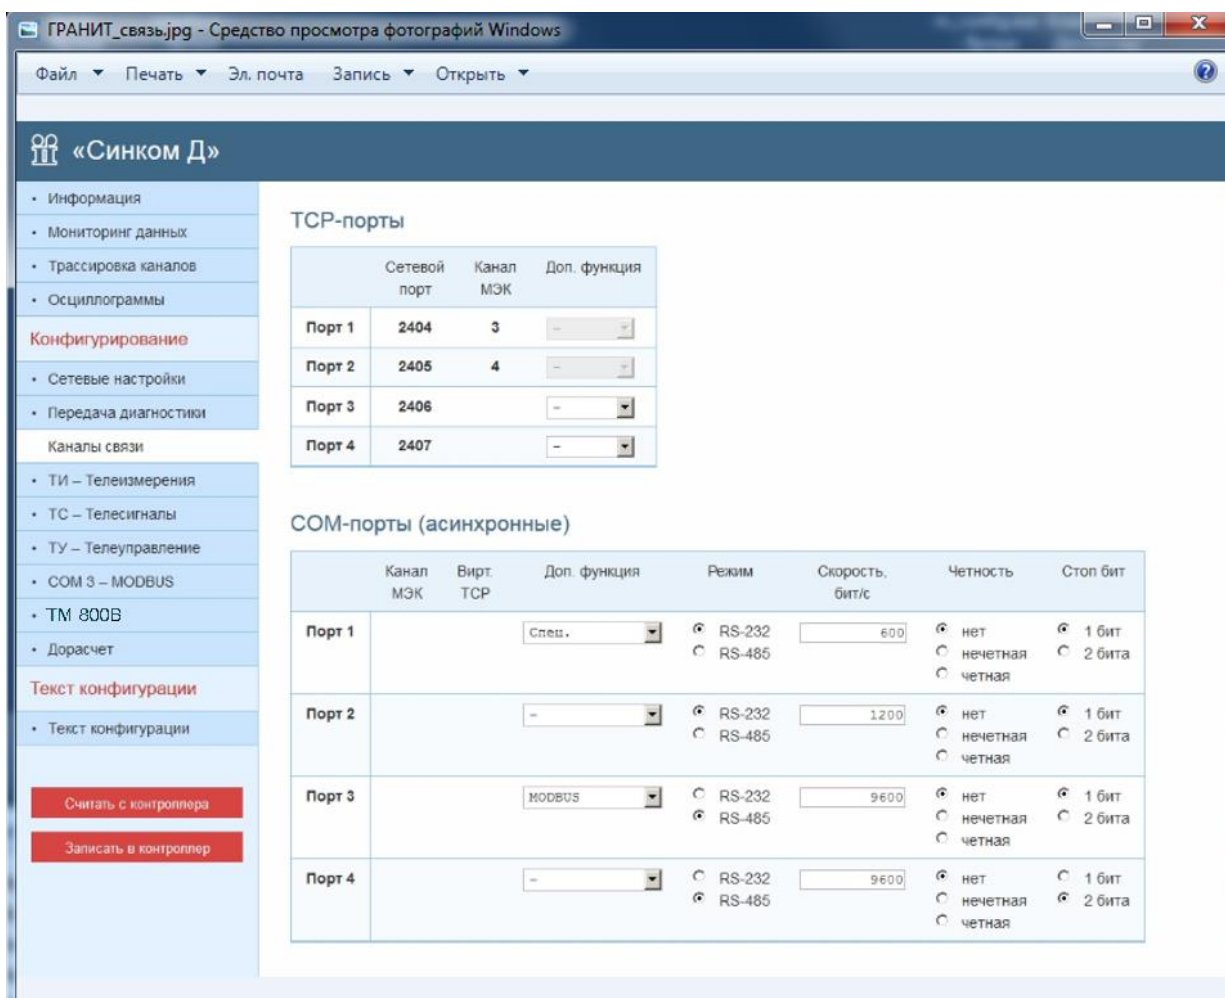 ГРАНИТ_связь.jpg - Средство просмотра фотографий Windows
Файл Печать Эл. почта Запись Открыть
«Синком Д»
Информация
Мониторинг данных
Трассировка каналов
Осциллограммы
Конфигурирование
Сетевые настройки
Передача диагностики
Каналы связи
ТИ – Телеизмерения
ТС – Телесигналы
ТУ – Телеуправление
COM 3 – MODBUS
ТМ 800В
Дорасчет
Текст конфигурации
Текст конфигурации
Считать с контроллера
Записать в контроллер
TCP-порты
Сетевой порт Канал МЭК Доп. функция
Порт 1 2404 3 –
Порт 2 2405 4 –
Порт 3 2406 –
Порт 4 2407 –
COM-порты (асинхронные)
Канал МЭК Вирт. TCP Доп. функция Режим Скорость, бит/с Четность Стоп бит
Порт 1 Спец. RS-232 600 нет 1 бит
RS-485 нечетная 2 бита
четная
Порт 2 – RS-232 1200 нет 1 бит
RS-485 нечетная 2 бита
четная
Порт 3 MODBUS RS-232 9600 нет 1 бит
RS-485 нечетная 2 бита
четная
Порт 4 – RS-232 9600 нет 1 бит
RS-485 нечетная 2 бита
четная